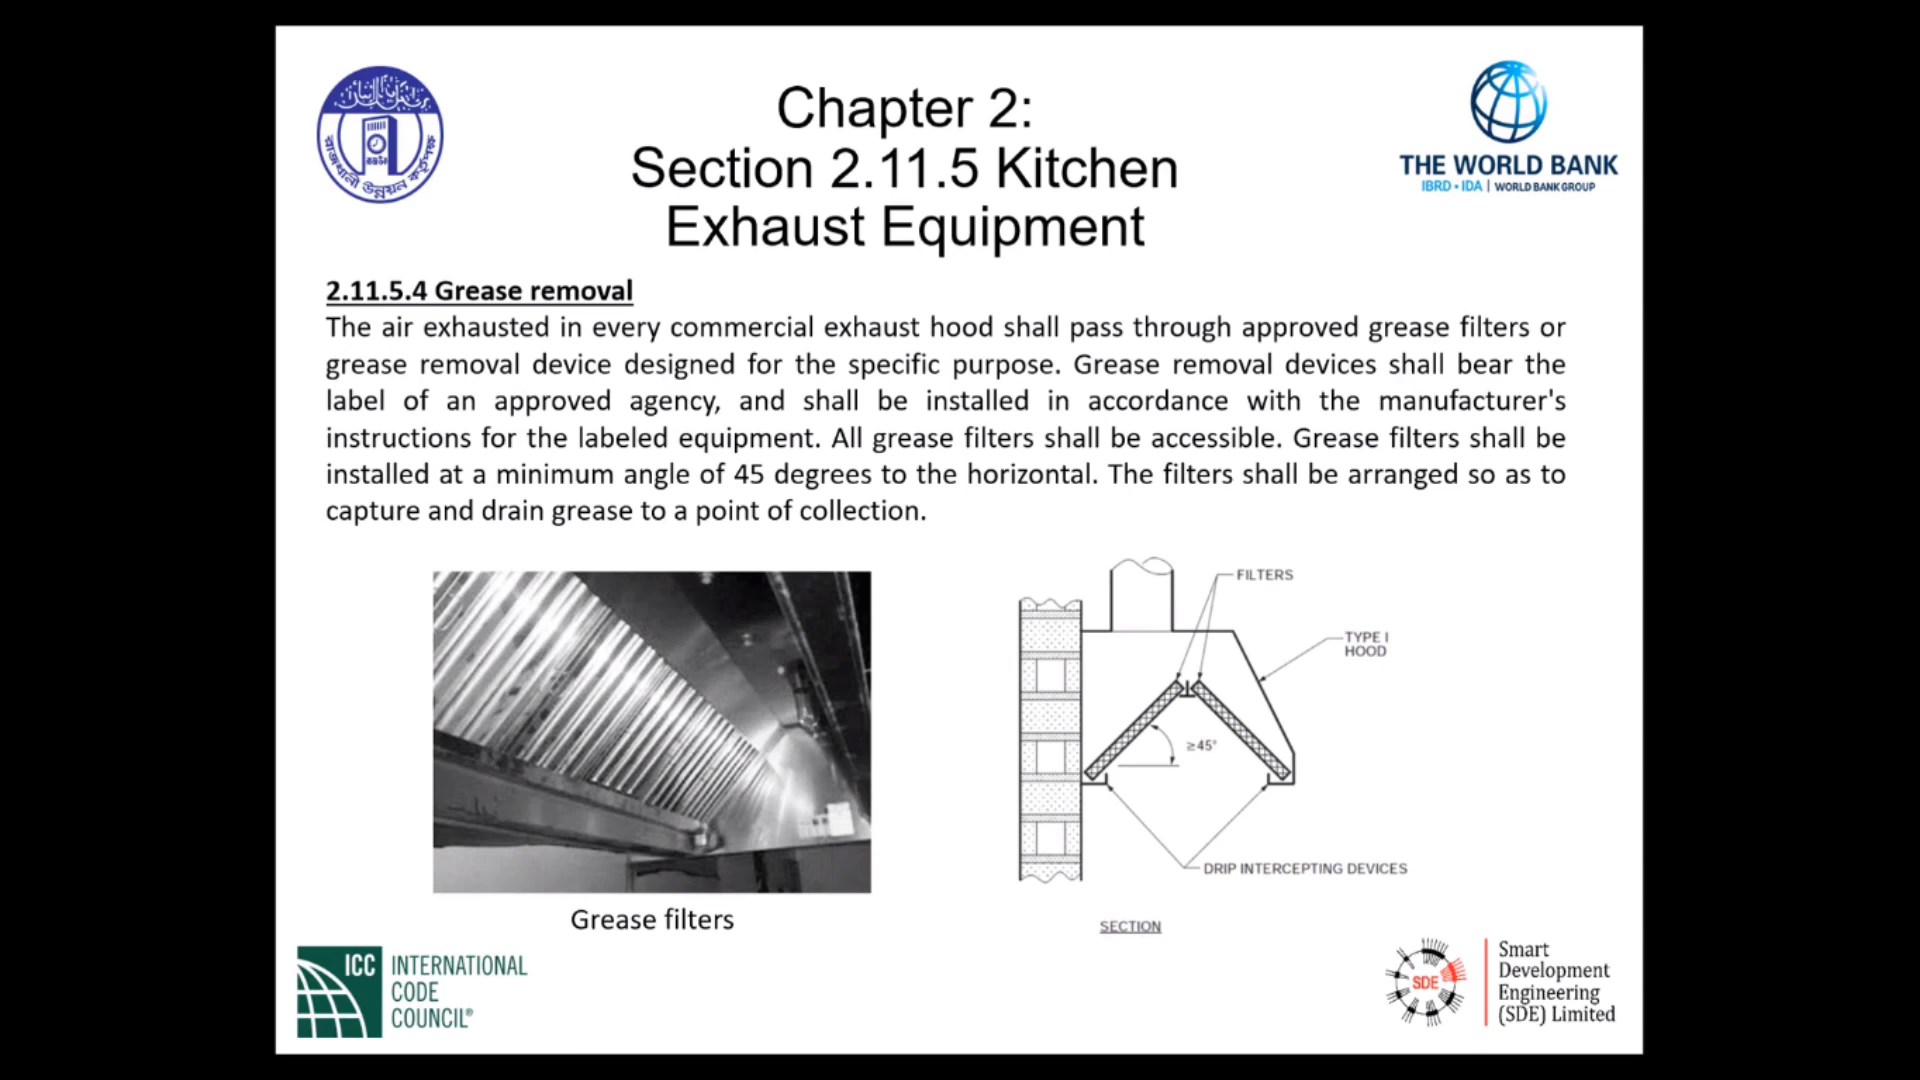 Chapter 2:
Section 2.11.5 Kitchen
Exhaust Equipment
রাজধানী উন্নয়ন কর্তৃপক্ষ
THE WORLD BANK
IBRD • IDA | WORLD BANK GROUP
2.11.5.4 Grease removal
The air exhausted in every commercial exhaust hood shall pass through approved grease filters or
grease removal device designed for the specific purpose. Grease removal devices shall bear the
label of an approved agency, and shall be installed in accordance with the manufacturer's
instructions for the labeled equipment. All grease filters shall be accessible. Grease filters shall be
installed at a minimum angle of 45 degrees to the horizontal. The filters shall be arranged so as to
capture and drain grease to a point of collection.
FILTERS
TYPE I
HOOD
≥45°
DRIP INTERCEPTING DEVICES
SECTION
Grease filters
ICC INTERNATIONAL
CODE
COUNCIL®
SDE
Smart
Development
Engineering
(SDE) Limited